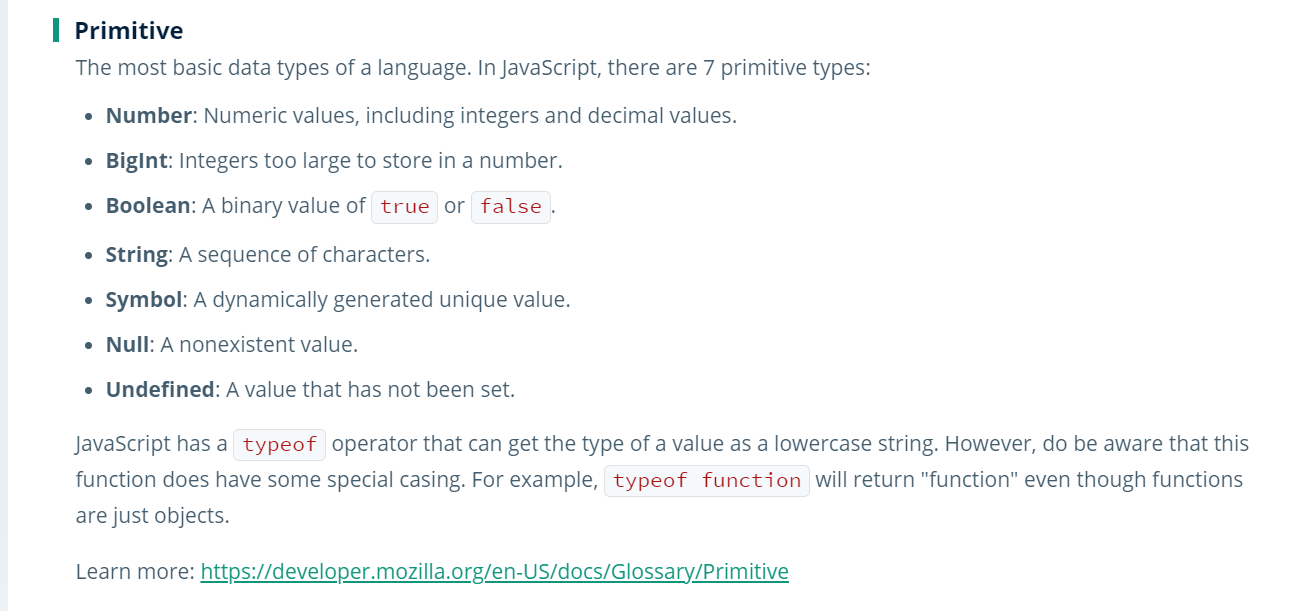 Primitive
The most basic data types of a language. In JavaScript, there are 7 primitive types:
• Number: Numeric values, including integers and decimal values.
• BigInt: Integers too large to store in a number.
• Boolean: A binary value of true or false.
• String: A sequence of characters.
• Symbol: A dynamically generated unique value.
• Null: A nonexistent value.
• Undefined: A value that has not been set.
JavaScript has a typeof operator that can get the type of a value as a lowercase string. However, do be aware that this
function does have some special casing. For example, typeof function will return "function" even though functions
are just objects.
Learn more: https://developer.mozilla.org/en-US/docs/Glossary/Primitive